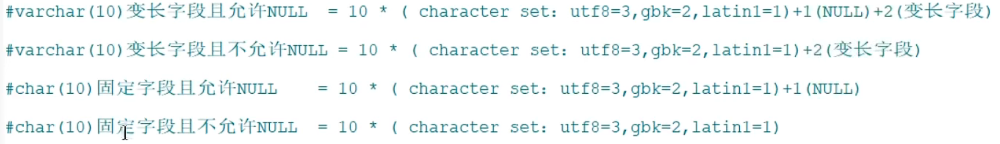 #varchar(10)变长字段且允许NULL  = 10 * ( character set：utf8=3,gbk=2,latin1=1)+1(NULL)+2(变长字段)
#varchar(10)变长字段且不允许NULL = 10 * ( character set：utf8=3,gbk=2,latin1=1)+2(变长字段)
#char(10)固定字段且允许NULL    = 10 * ( character set：utf8=3,gbk=2,latin1=1)+1(NULL)
#char(10)固定字段且不允许NULL  = 10 * ( character set：utf8=3,gbk=2,latin1=1)